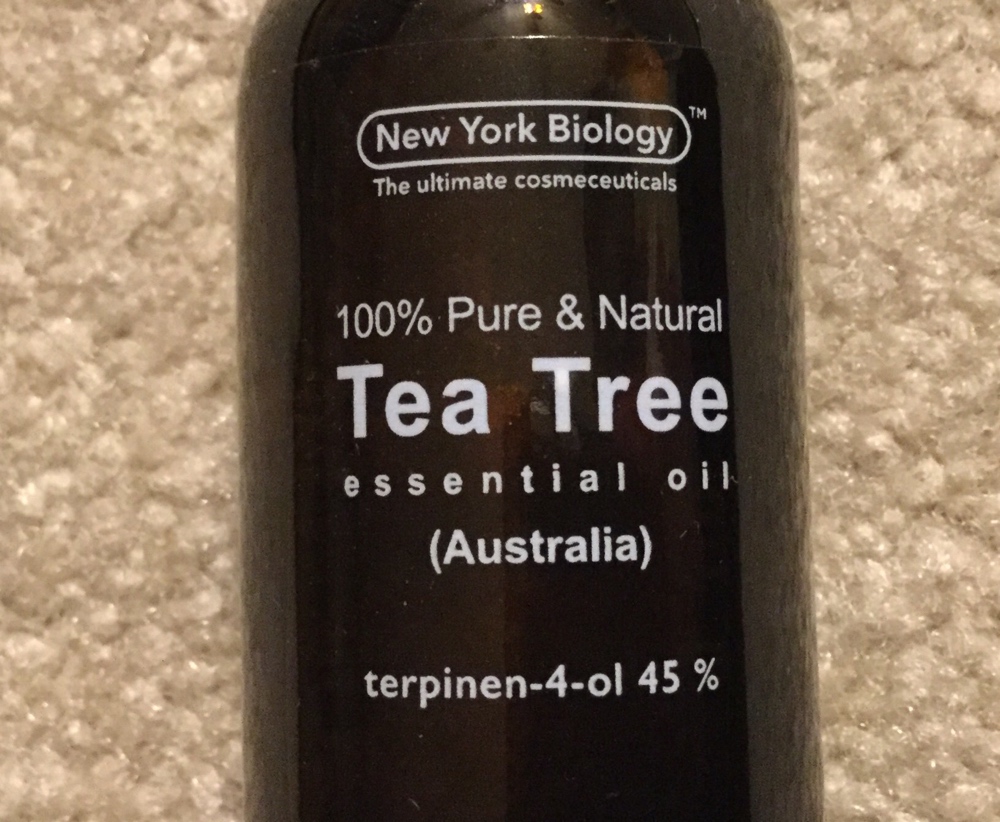 New York Biology™
The ultimate cosmeceuticals
100% Pure & Natural
Tea Tree
essential oil
(Australia)
terpinen-4-ol 45 %